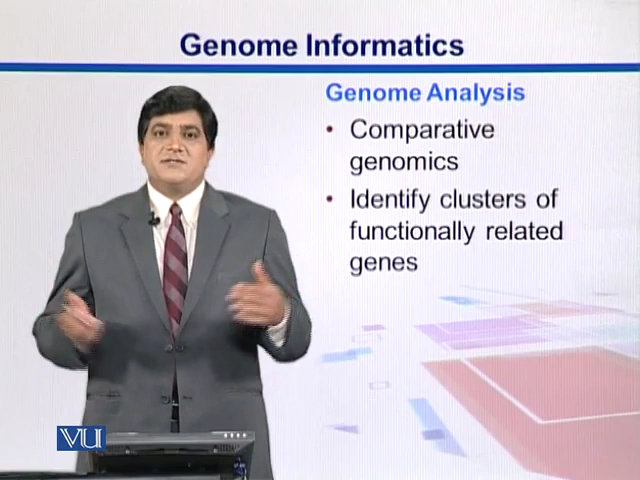 Genome Informatics
Genome Analysis
• Comparative
genomics
• Identify clusters of
functionally related
genes
VU